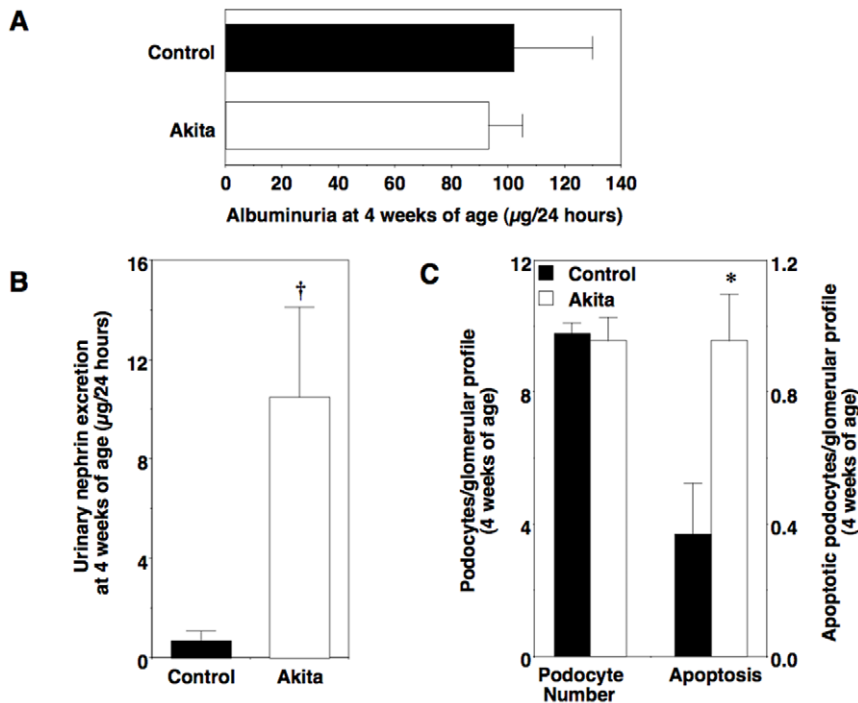 A
Control
Akita
0 20 40 60 80 100 120 140
Albuminuria at 4 weeks of age (µg/24 hours)
B
Urinary nephrin excretion
at 4 weeks of age (µg/24 hours)
16
12
8
4
0
†
Control Akita
C
Podocytes/glomerular profile
(4 weeks of age)
12
8
4
0
Control
Akita
*
1.2
0.8
0.4
0.0
Apoptotic podocytes/glomerular profile
(4 weeks of age)
Podocyte
Number
Apoptosis